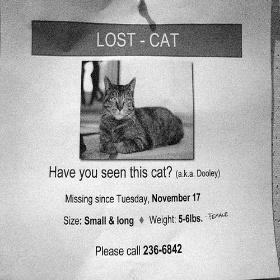 LOST - CAT
Have you seen this cat? (a.k.a. Dooley)
Missing since Tuesday, November 17
Size: Small & long ♦ Weight: 5-6lbs. FEMALE
Please call 236-6842